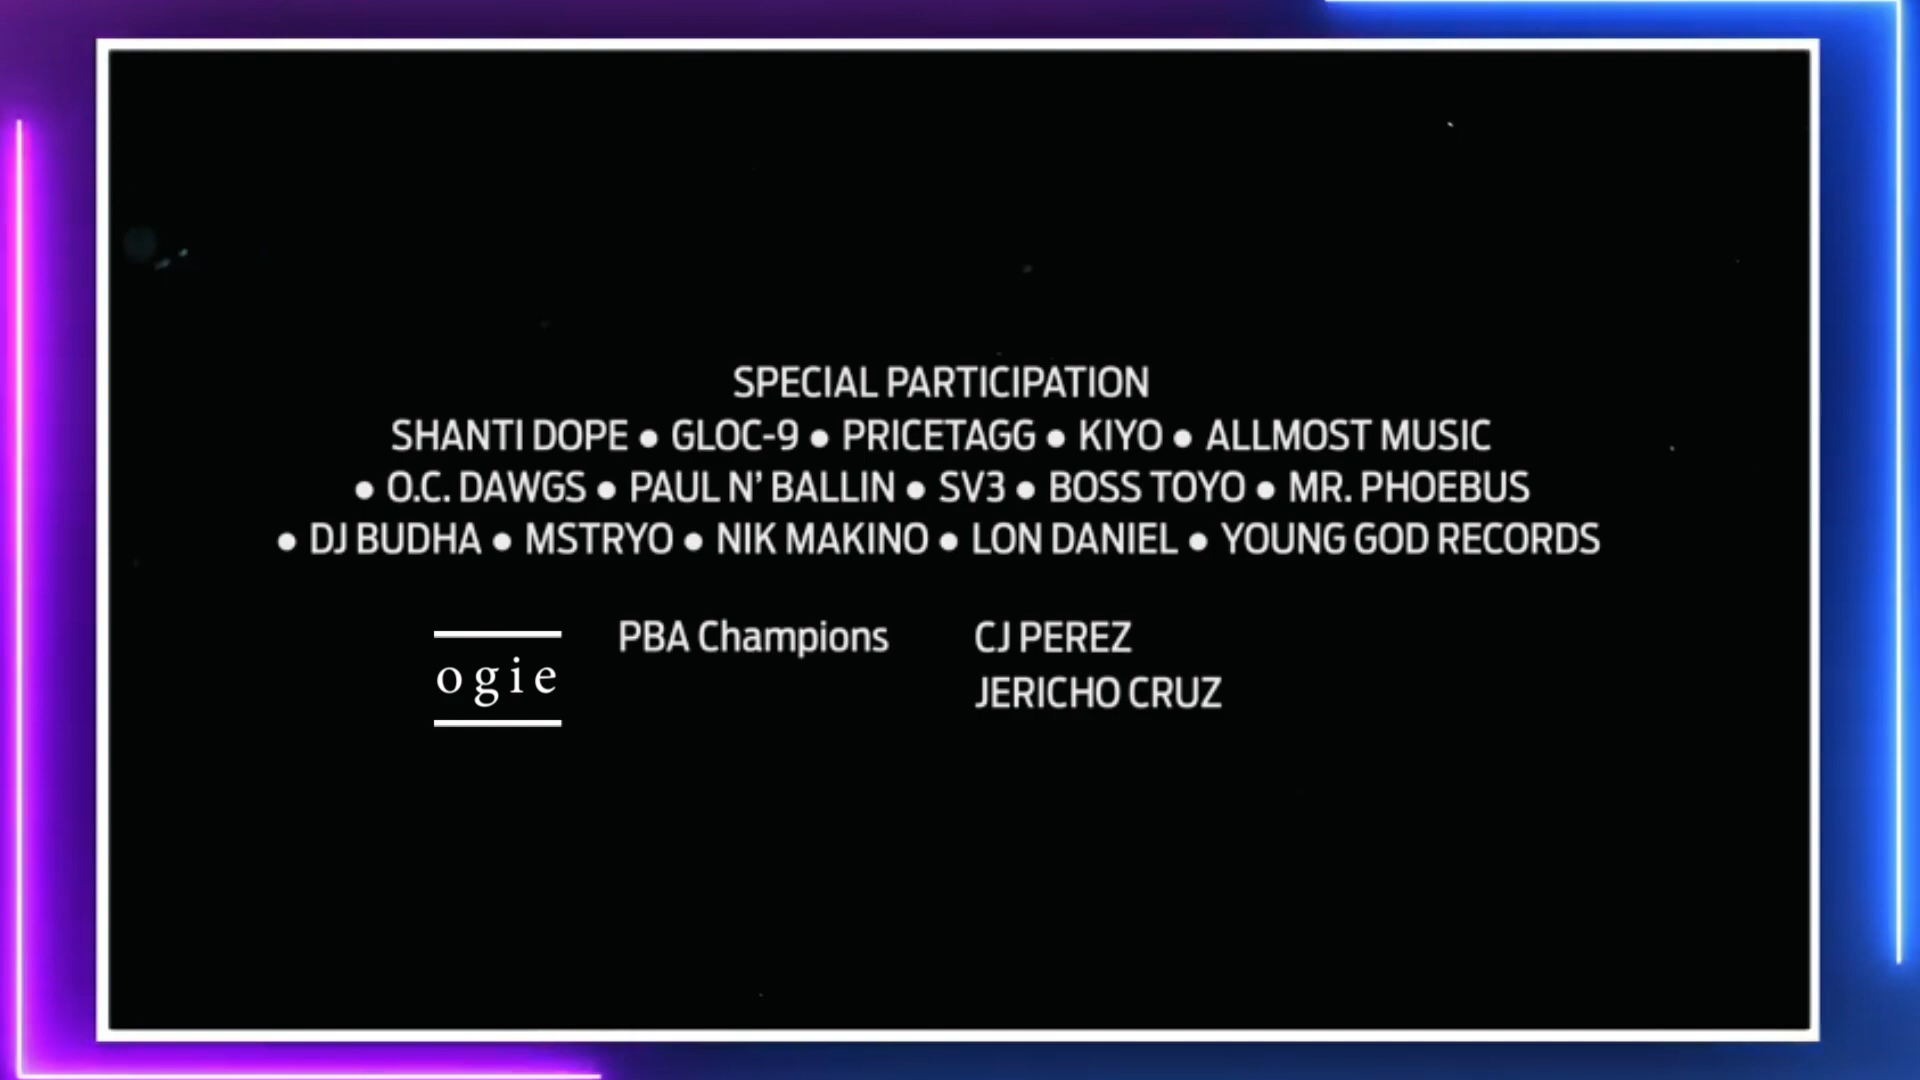 SPECIAL PARTICIPATION
SHANTI DOPE ● GLOC-9 ● PRICETAGG ● KIYO ● ALLMOST MUSIC
● O.C. DAWGS ● PAUL N’ BALLIN ● SV3 ● BOSS TOYO ● MR. PHOEBUS
● DJ BUDHA ● MSTRYO ● NIK MAKINO ● LON DANIEL ● YOUNG GOD RECORDS
PBA Champions CJ PEREZ
JERICHO CRUZ
ogie